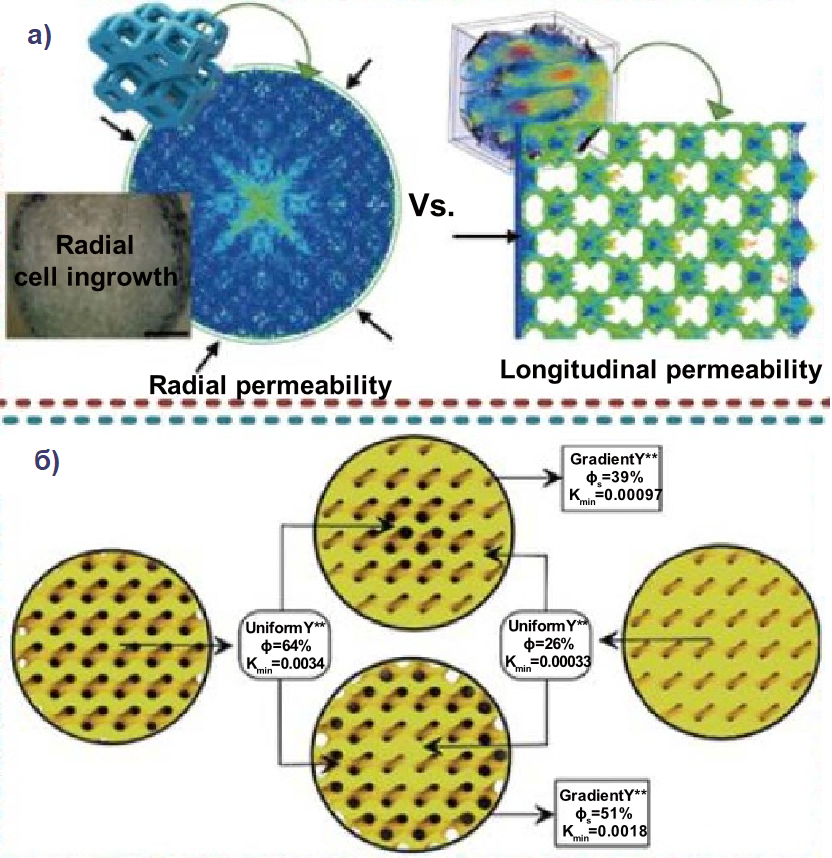 а)
Radial
cell ingrowth
Vs.
Radial permeability
Longitudinal permeability
б)
GradientY**
ϕs=39%
Kmin=0.00097
UniformY**
ϕ=64%
Kmin=0.0034
UniformY**
ϕ=26%
Kmin=0.00033
GradientY**
ϕs=51%
Kmin=0.0018